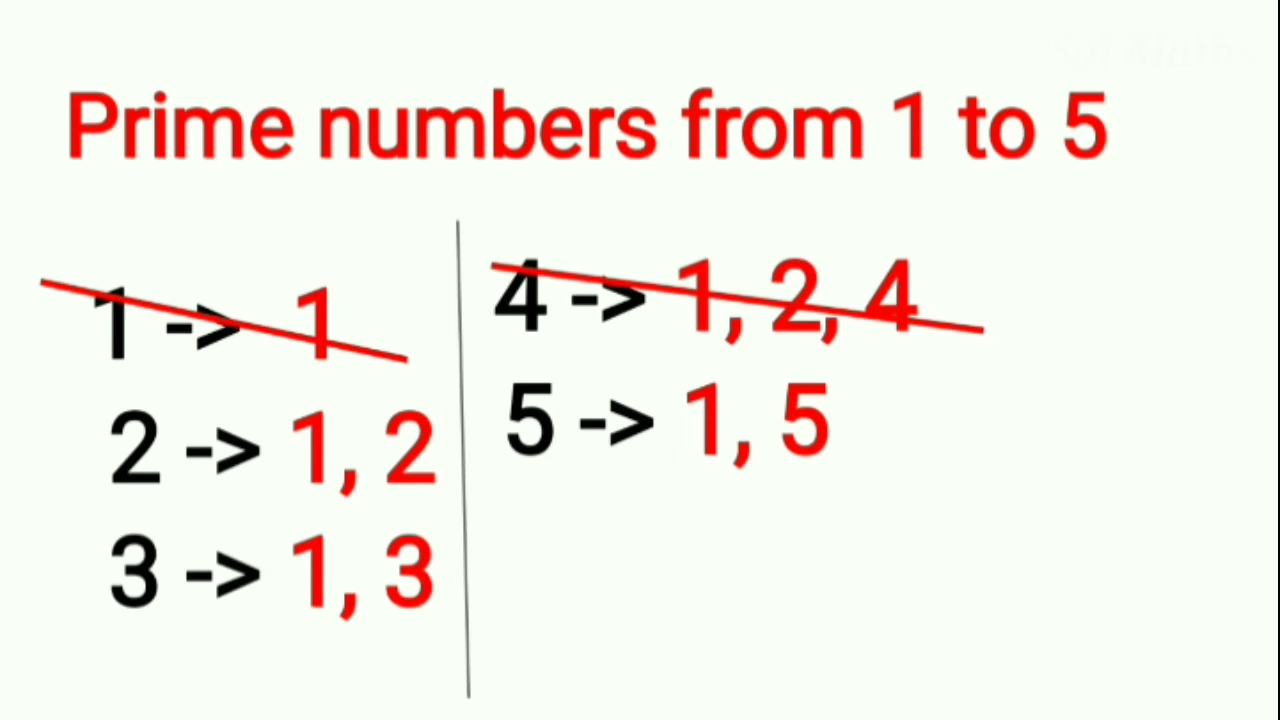 Prime numbers from 1 to 5
1 -> 1
2 -> 1, 2
3 -> 1, 3
4 -> 1, 2, 4
5 -> 1, 5